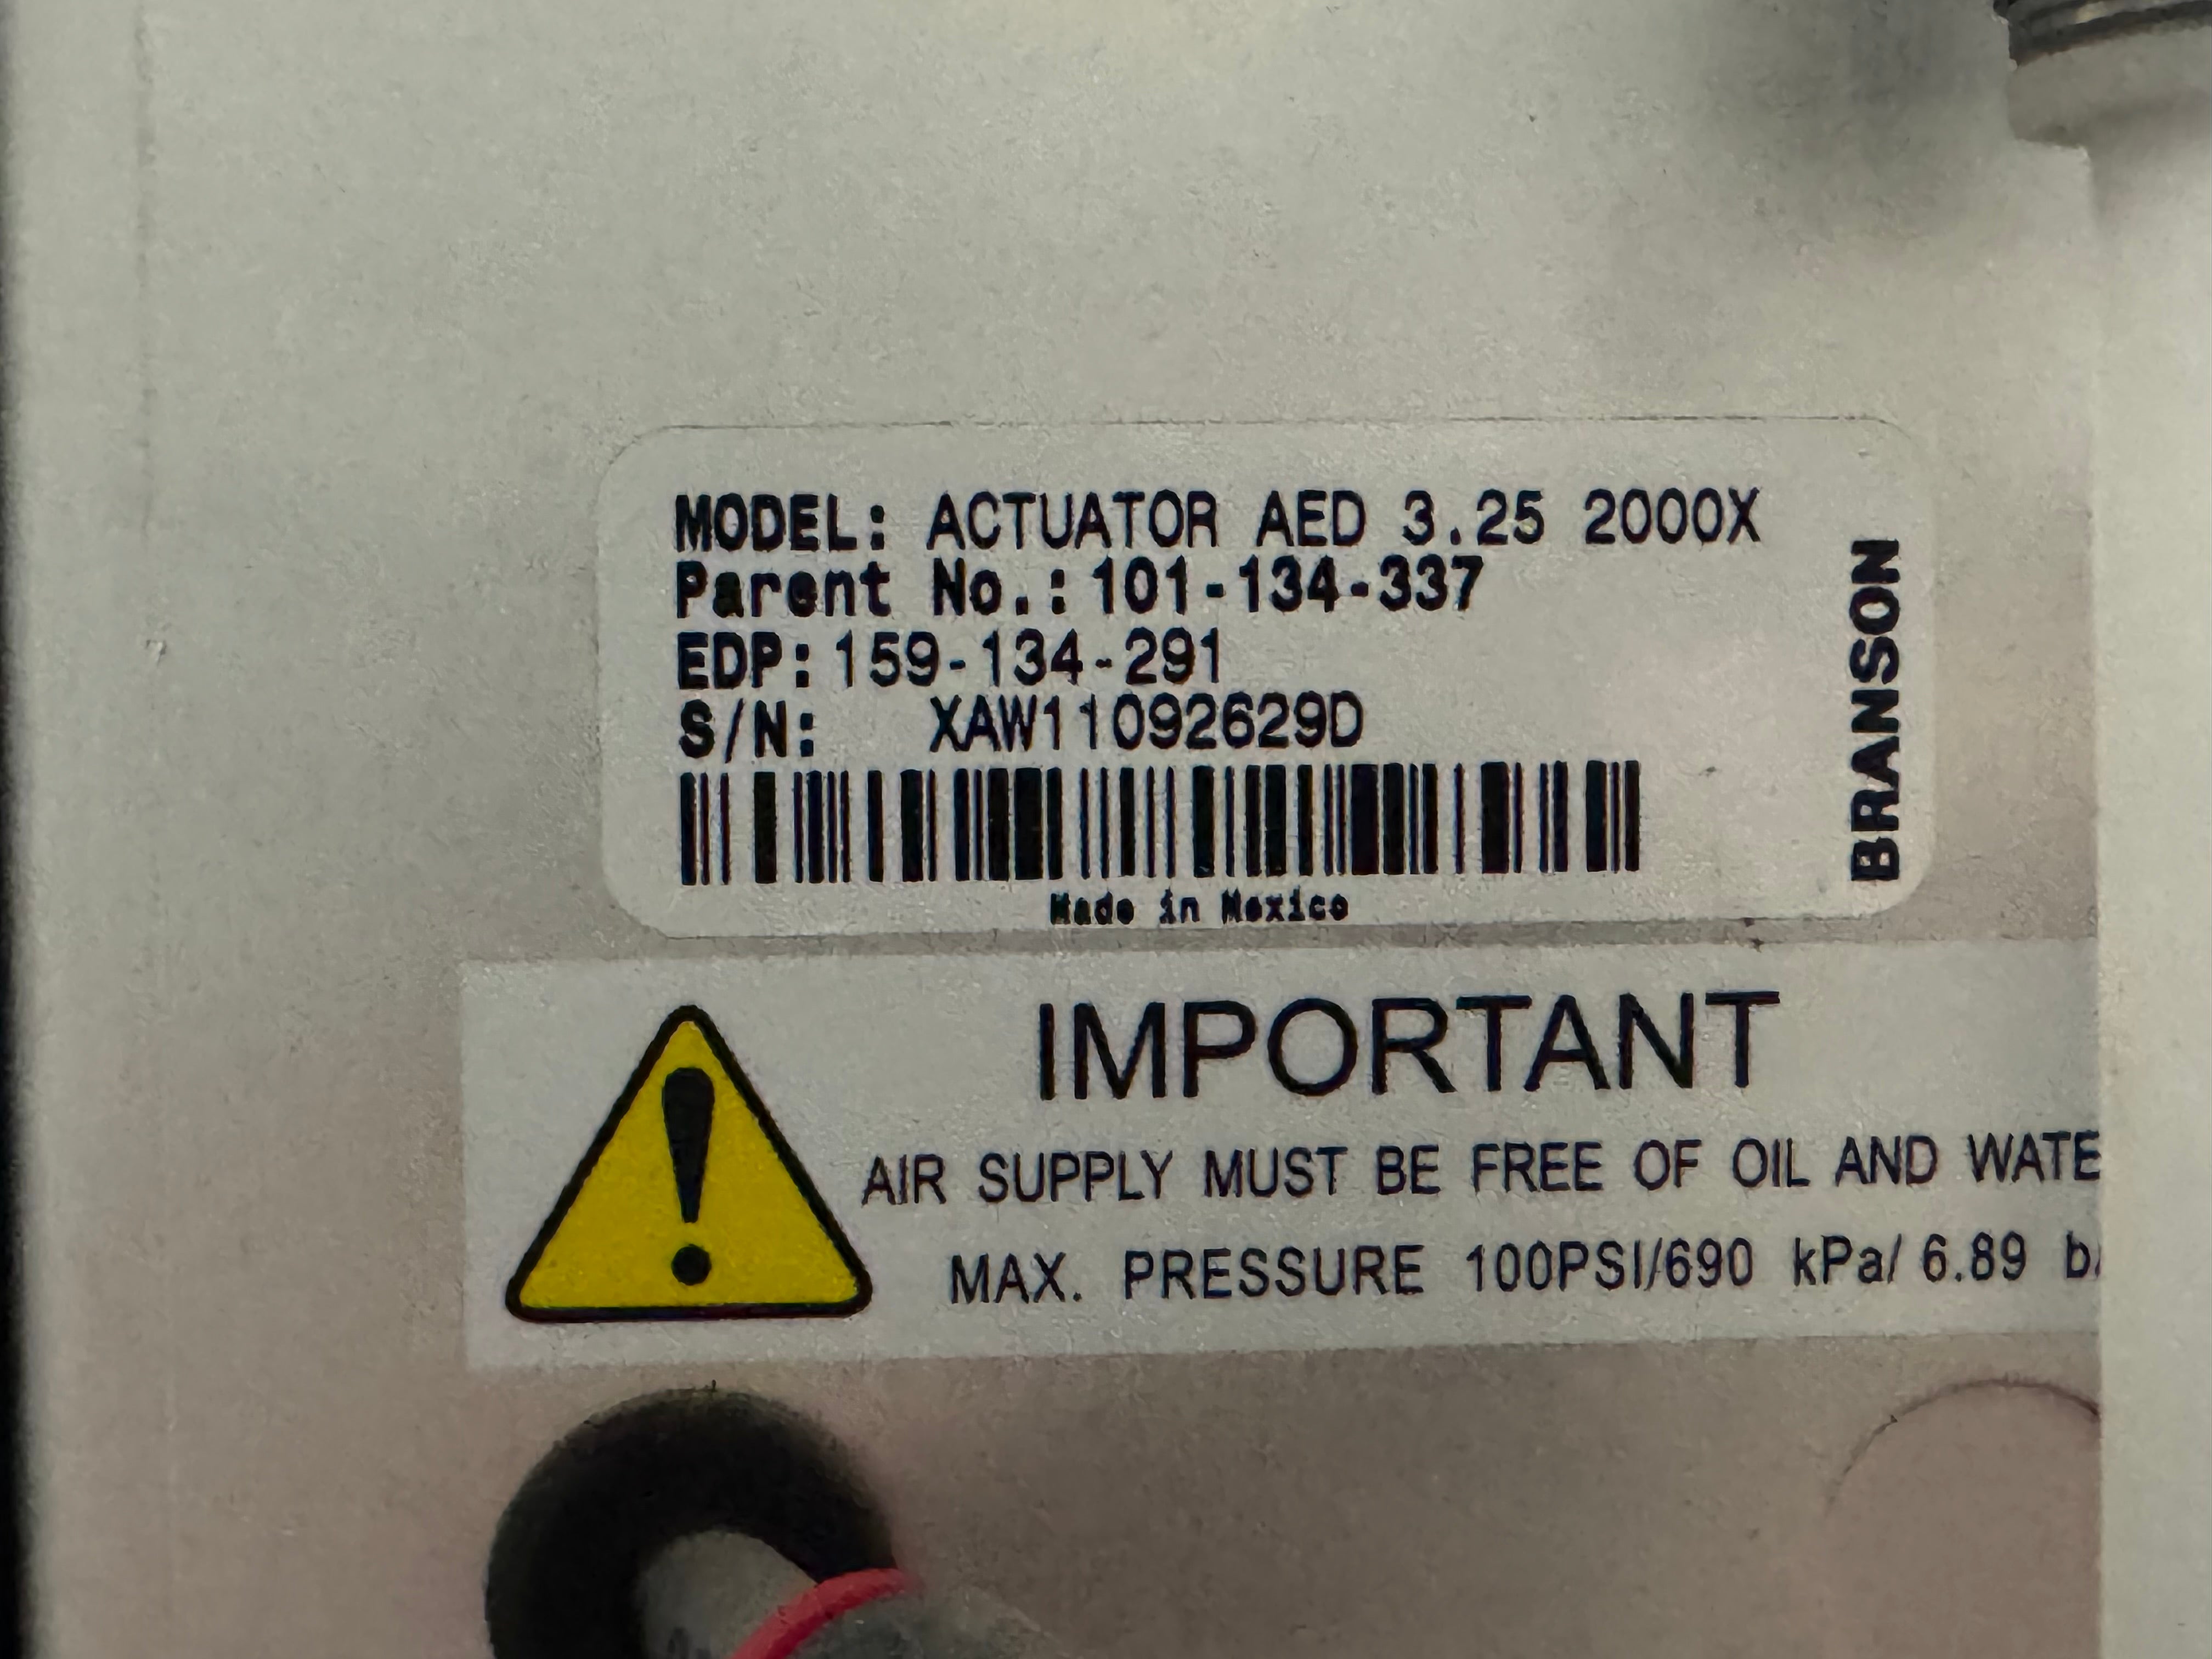 MODEL: ACTUATOR AED 3.25 2000X
Parent No.: 101-134-337
EDP: 159-134-291
S/N: XAW11092629D
Made in Mexico
BRANSON
IMPORTANT
AIR SUPPLY MUST BE FREE OF OIL AND WATE
MAX. PRESSURE 100PSI/690 kPa/ 6.89 b